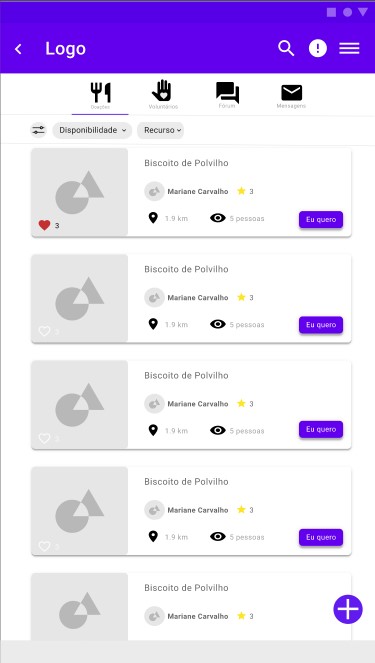 Logo
Doações Voluntários Forum Mensagens
Disponibilidade Recurso
Biscoito de Polvilho
Mariane Carvalho 3
3 1.9 km 5 pessoas Eu quero
Biscoito de Polvilho
Mariane Carvalho 3
1.9 km 5 pessoas Eu quero
Biscoito de Polvilho
Mariane Carvalho 3
1.9 km 5 pessoas Eu quero
Biscoito de Polvilho
Mariane Carvalho 3
1.9 km 5 pessoas Eu quero
Biscoito de Polvilho
Mariane Carvalho 3